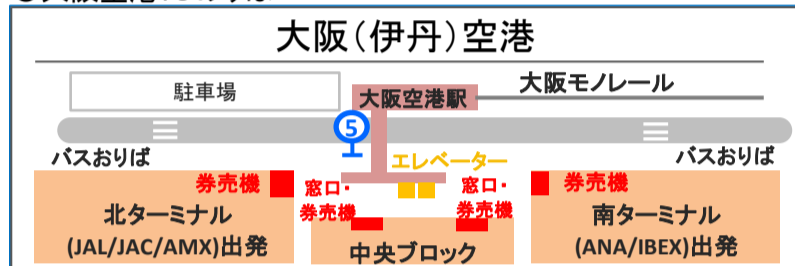 大阪(伊丹)空港
駐車場
大阪空港駅
大阪モノレール
5
バスおりば
エレベーター
バスおりば
券売機
窓口・
券売機
窓口・
券売機
券売機
北ターミナル
(JAL/JAC/AMX)出発
中央ブロック
南ターミナル
(ANA/IBEX)出発